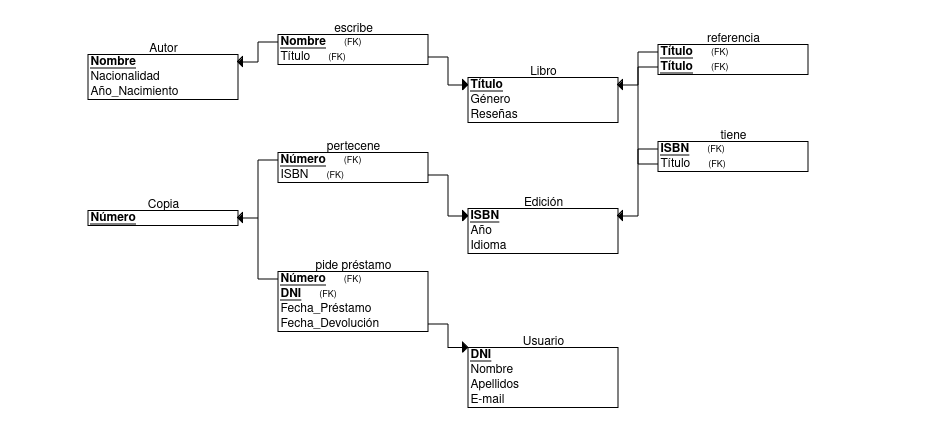 Autor
Nombre
Nacionalidad
Año_Nacimiento
escribe
Nombre (FK)
Título (FK)
Libro
Título
Género
Reseñas
referencia
Título (FK)
Título (FK)
tiene
ISBN (FK)
Título (FK)
pertecene
Número (FK)
ISBN (FK)
Copia
Número
Edición
ISBN
Año
Idioma
pide préstamo
Número (FK)
DNI (FK)
Fecha_Préstamo
Fecha_Devolución
Usuario
DNI
Nombre
Apellidos
E-mail